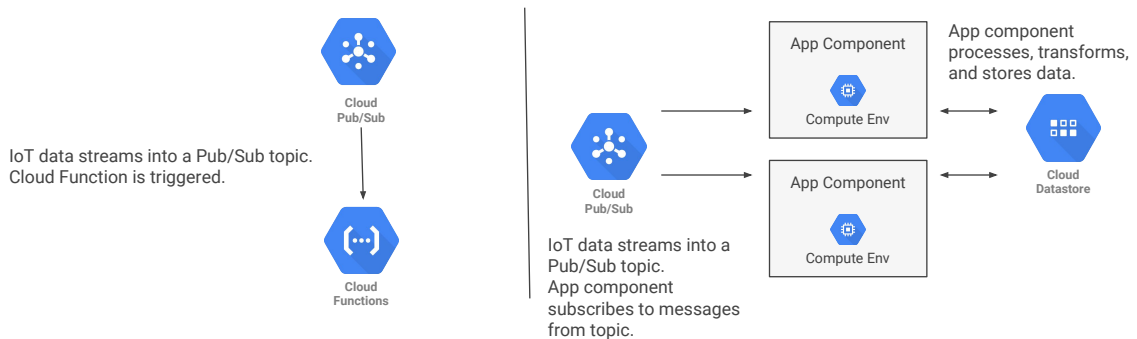 Cloud
Pub/Sub
IoT data streams into a Pub/Sub topic.
Cloud Function is triggered.
Cloud
Functions
Cloud
Pub/Sub
IoT data streams into a
Pub/Sub topic.
App component
subscribes to messages
from topic.
App Component
Compute Env
App Component
Compute Env
App component
processes, transforms,
and stores data.
Cloud
Datastore